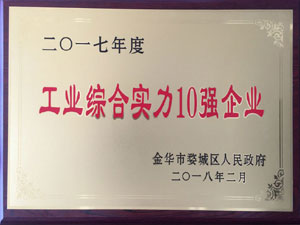 二〇一七年度
工业综合实力10强企业
金华市婺城区人民政府
二〇一八年二月